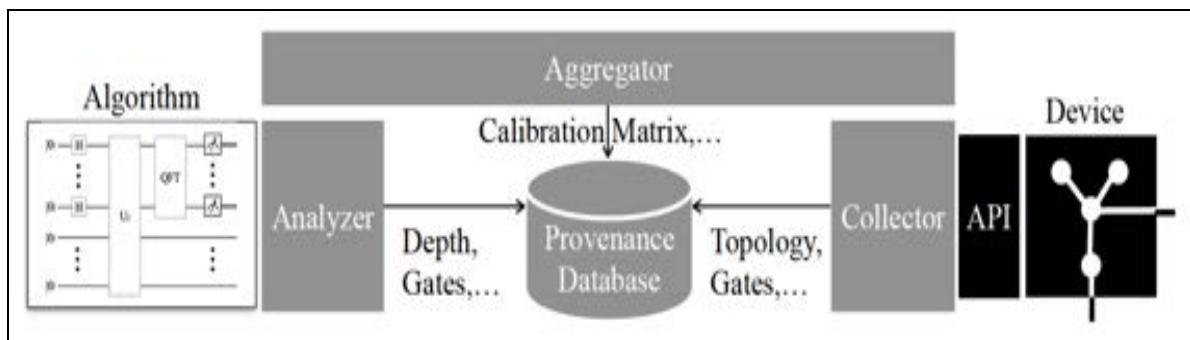 Aggregator
Algorithm
Device
Calibration Matrix,...
QFT
Analyzer
Provenance
Database
Collector
API
Depth,
Gates,...
Topology,
Gates,...